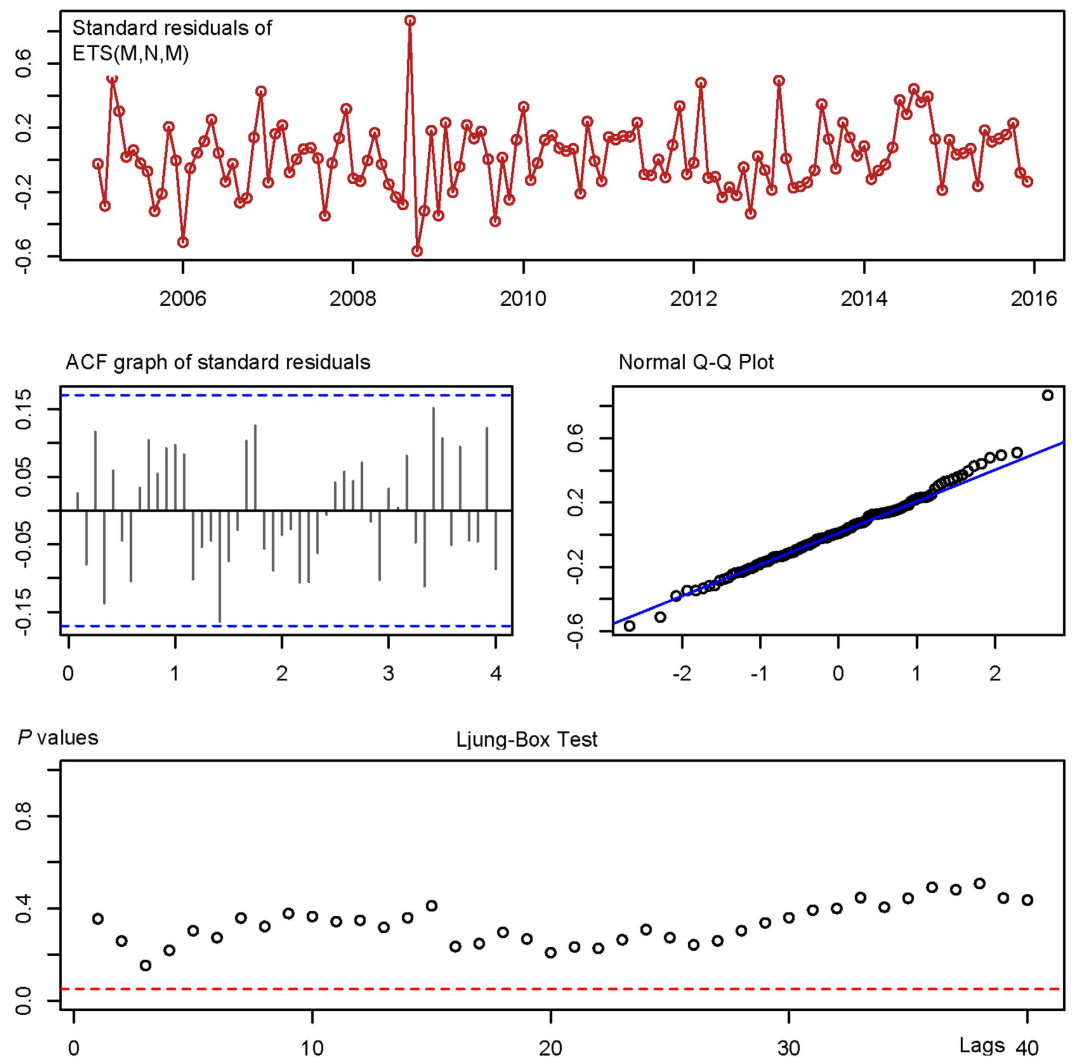 Standard residuals of
ETS(M,N,M)
0.6
0.2
-0.2
-0.6
2006 2008 2010 2012 2014 2016
ACF graph of standard residuals
0.15
0.05
-0.05
-0.15
0 1 2 3 4
Normal Q-Q Plot
0.6
0.2
-0.2
-0.6
-2 -1 0 1 2
P values
Ljung-Box Test
0.8
0.4
0.0
0 10 20 30 Lags 40